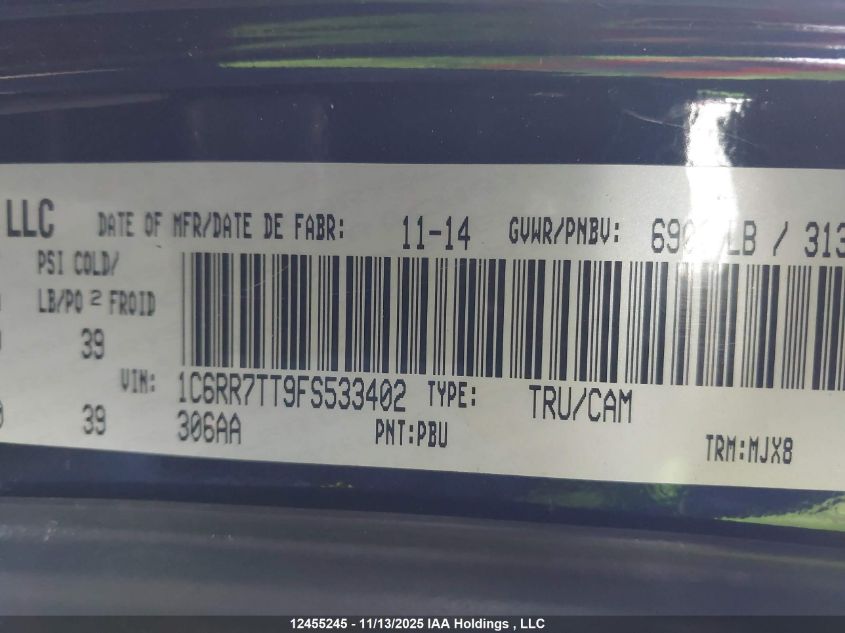 LLC DATE OF MFR/DATE DE FABR: 11-14 GVWR/PNBV: LB / 313
PSI COLD/
LB/PO 2 FROID
39
VIN: 1C6RR7TT9FS533402 TYPE: TRU/CAM
39 306AA PNT:PBU TRM:MJX8
12455245 - 11/13/2025 IAA Holdings , LLC